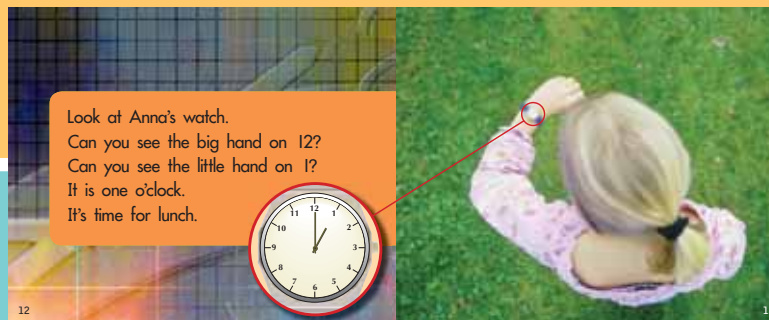 Look at Anna's watch.
Can you see the big hand on 12?
Can you see the little hand on 1?
It is one o'clock.
It's time for lunch.
12
1
2
3
4
5
6
7
8
9
10
11
12
1